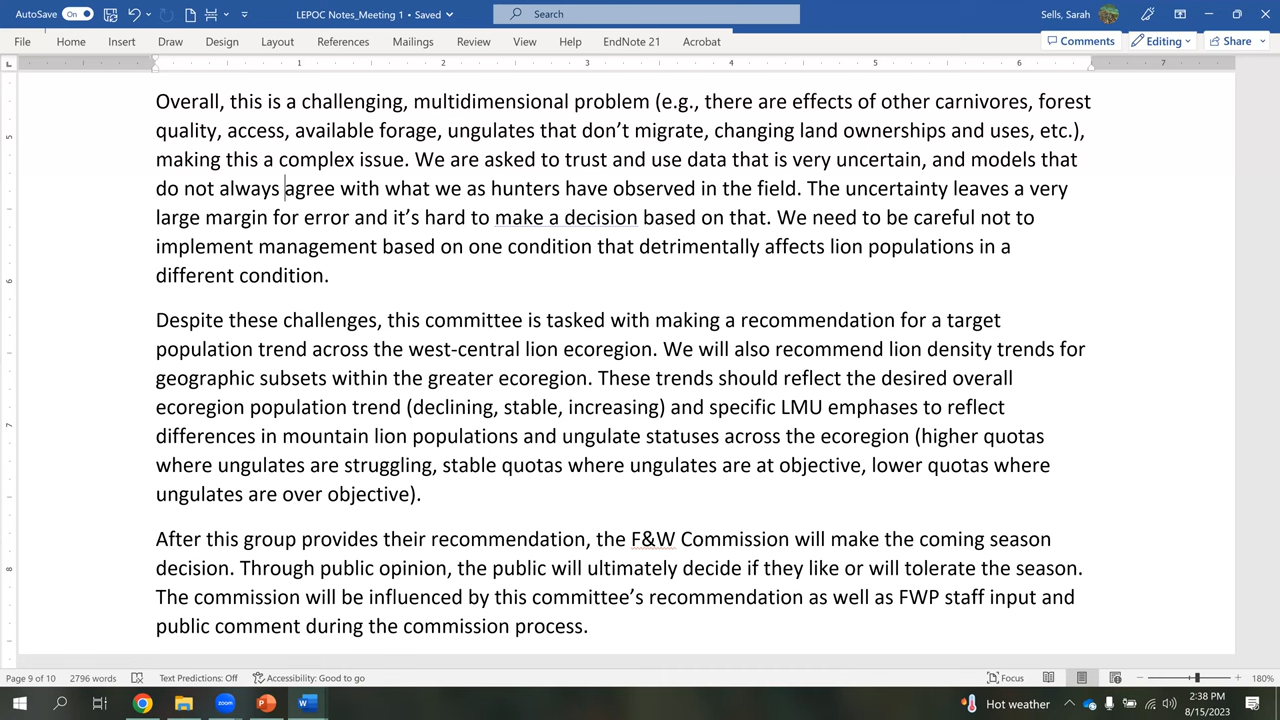 AutoSave On LEPOC Notes_Meeting 1 • Saved Search Sells, Sarah
File Home Insert Draw Design Layout References Mailings Review View Help EndNote 21 Acrobat Comments Editing Share
1 2 3 4 5 6 7
Overall, this is a challenging, multidimensional problem (e.g., there are effects of other carnivores, forest
quality, access, available forage, ungulates that don’t migrate, changing land ownerships and uses, etc.),
making this a complex issue. We are asked to trust and use data that is very uncertain, and models that
do not always agree with what we as hunters have observed in the field. The uncertainty leaves a very
large margin for error and it’s hard to make a decision based on that. We need to be careful not to
implement management based on one condition that detrimentally affects lion populations in a
different condition.
Despite these challenges, this committee is tasked with making a recommendation for a target
population trend across the west-central lion ecoregion. We will also recommend lion density trends for
geographic subsets within the greater ecoregion. These trends should reflect the desired overall
ecoregion population trend (declining, stable, increasing) and specific LMU emphases to reflect
differences in mountain lion populations and ungulate statuses across the ecoregion (higher quotas
where ungulates are struggling, stable quotas where ungulates are at objective, lower quotas where
ungulates are over objective).
After this group provides their recommendation, the F&W Commission will make the coming season
decision. Through public opinion, the public will ultimately decide if they like or will tolerate the season.
The commission will be influenced by this committee’s recommendation as well as FWP staff input and
public comment during the commission process.
5
6
7
8
Page 9 of 10 2796 words Text Predictions: Off Accessibility: Good to go Focus 180%
zoom Hot weather 2:38 PM
8/15/2023